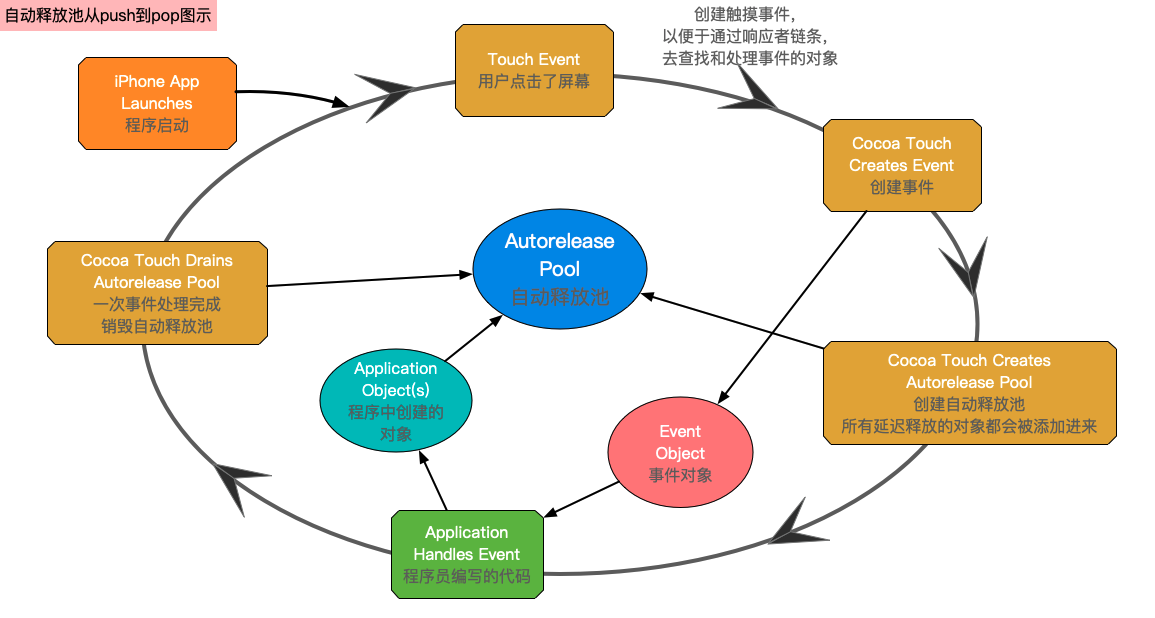 自动释放池从push到pop图示
创建触摸事件，
以便于通过响应者链条，
去查找和处理事件的对象
Touch Event
用户点击了屏幕
iPhone App
Launches
程序启动
Cocoa Touch
Creates Event
创建事件
Autorelease
Pool
自动释放池
Cocoa Touch Drains
Autorelease Pool
一次事件处理完成
销毁自动释放池
Cocoa Touch Creates
Autorelease Pool
创建自动释放池
所有延迟释放的对象都会被添加进来
Application
Object(s)
程序中创建的
对象
Event
Object
事件对象
Application
Handles Event
程序员编写的代码